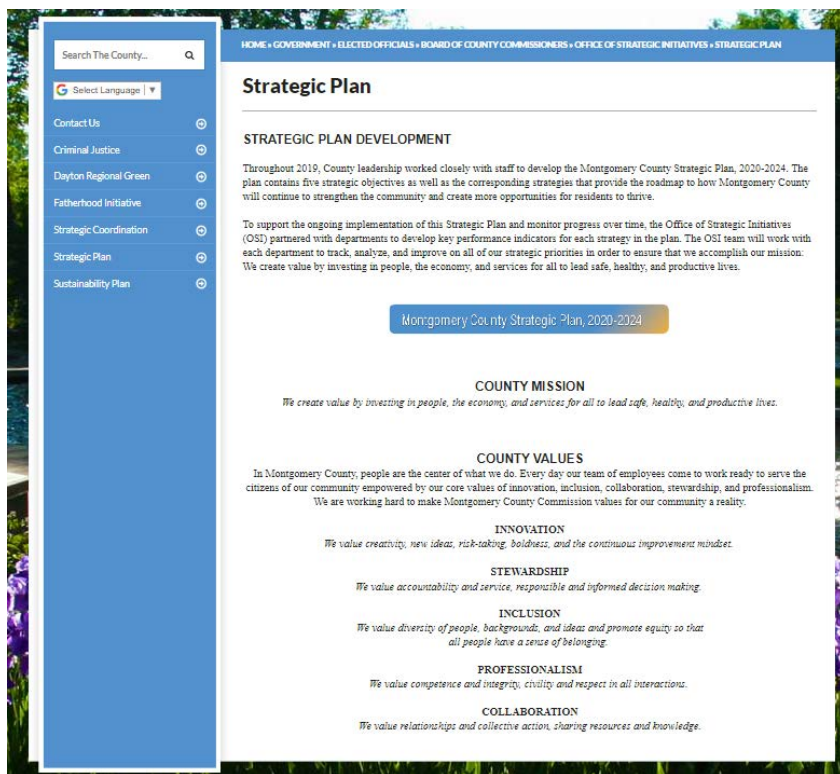 Search The County...
Select Language ▼
Contact Us
Criminal Justice
Dayton Regional Green
Fatherhood Initiative
Strategic Coordination
Strategic Plan
Sustainability Plan
HOME » GOVERNMENT » ELECTED OFFICIALS » BOARD OF COUNTY COMMISSIONERS » OFFICE OF STRATEGIC INITIATIVES » STRATEGIC PLAN
Strategic Plan
STRATEGIC PLAN DEVELOPMENT
Throughout 2019, County leadership worked closely with staff to develop the Montgomery County Strategic Plan, 2020-2024. The
plan contains five strategic objectives as well as the corresponding strategies that provide the roadmap to how Montgomery County
will continue to strengthen the community and create more opportunities for residents to thrive.
To support the ongoing implementation of this Strategic Plan and monitor progress over time, the Office of Strategic Initiatives
(OSI) partnered with departments to develop key performance indicators for each strategy in the plan. The OSI team will work with
each department to track, analyze, and improve on all of our strategic priorities in order to ensure that we accomplish our mission:
We create value by investing in people, the economy, and services for all to lead safe, healthy, and productive lives.
Montgomery County Strategic Plan, 2020-2024
COUNTY MISSION
We create value by investing in people, the economy, and services for all to lead safe, healthy, and productive lives.
COUNTY VALUES
In Montgomery County, people are the center of what we do. Every day our team of employees come to work ready to serve the
citizens of our community empowered by our core values of innovation, inclusion, collaboration, stewardship, and professionalism.
We are working hard to make Montgomery County Commission values for our community a reality.
INNOVATION
We value creativity, new ideas, risk-taking, boldness, and the continuous improvement mindset.
STEWARDSHIP
We value accountability and service, responsible and informed decision making.
INCLUSION
We value diversity of people, backgrounds, and ideas and promote equity so that
all people have a sense of belonging.
PROFESSIONALISM
We value competence and integrity, civility and respect in all interactions.
COLLABORATION
We value relationships and collective action, sharing resources and knowledge.